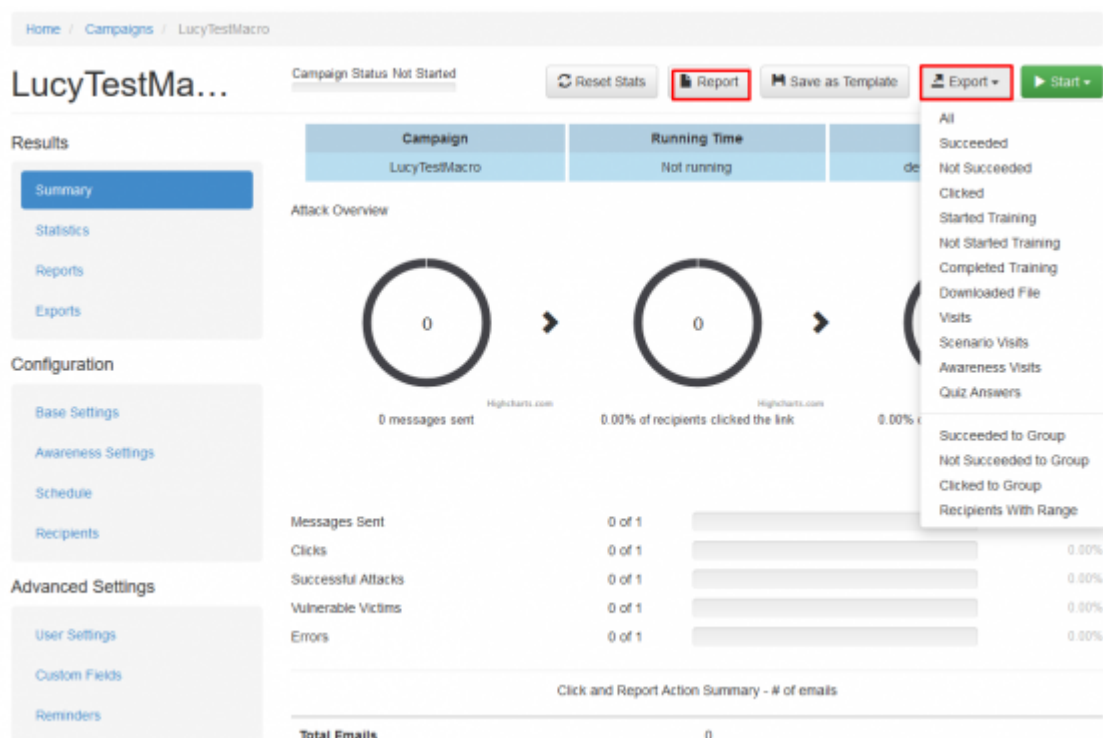 Home / Campaigns / LucyTestMacro
LucyTestMa...
Campaign Status Not Started
Reset Stats
Report
Save as Template
Export
Start
All
Succeeded
Not Succeeded
Clicked
Started Training
Not Started Training
Completed Training
Downloaded File
Visits
Scenario Visits
Awareness Visits
Quiz Answers
Succeeded to Group
Not Succeeded to Group
Clicked to Group
Recipients With Range
Results
Summary
Statistics
Reports
Exports
Configuration
Base Settings
Awareness Settings
Schedule
Recipients
Advanced Settings
User Settings
Custom Fields
Reminders
Campaign Running Time
LucyTestMacro Not running de
Attack Overview
0 0
Highcharts.com Highcharts.com
0 messages sent 0.00% of recipients clicked the link 0.00%
Messages Sent 0 of 1
Clicks 0 of 1 0.00%
Successful Attacks 0 of 1 0.00%
Vulnerable Victims 0 of 1 0.00%
Errors 0 of 1 0.00%
Click and Report Action Summary - # of emails
Total Emails 0